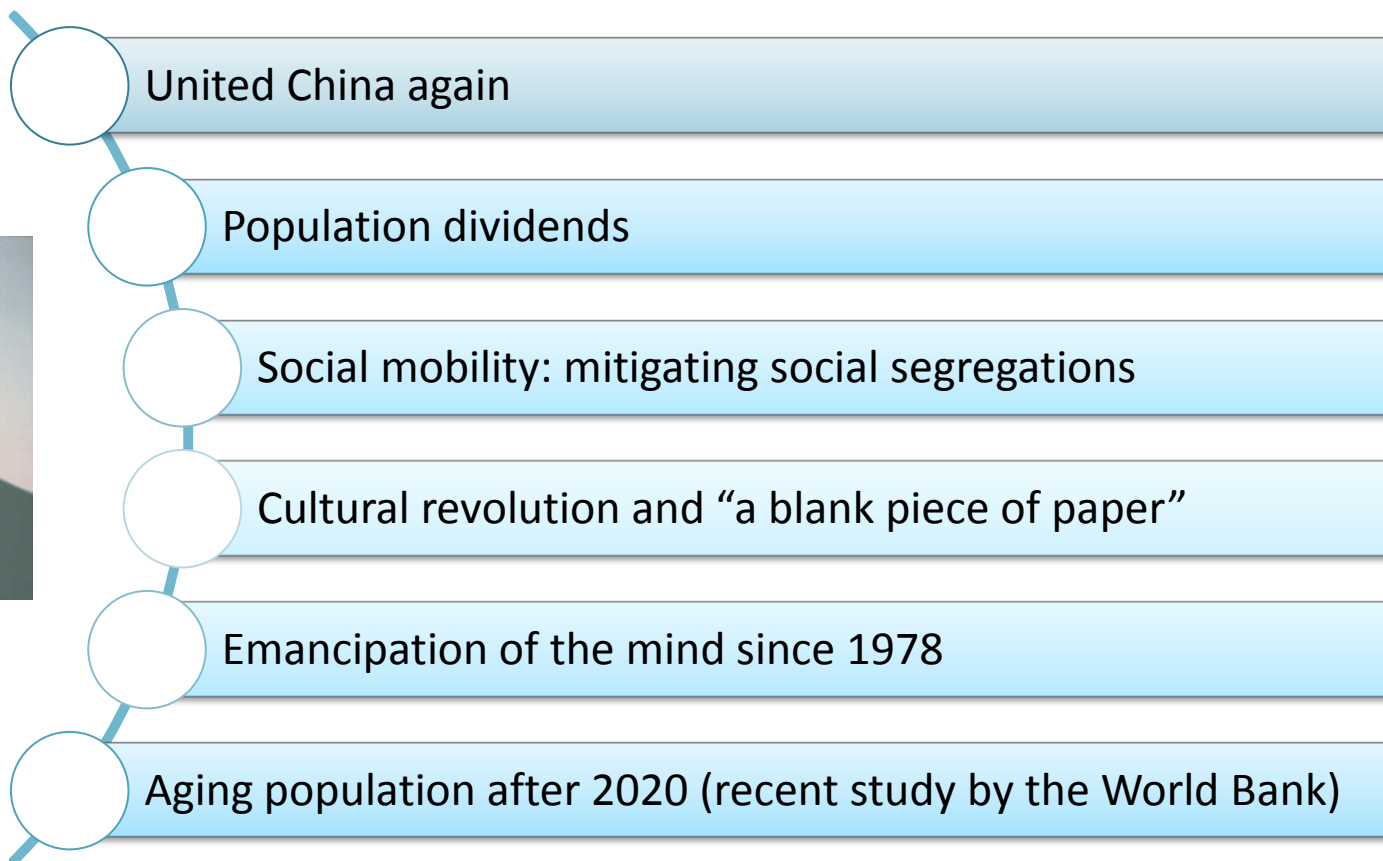 United China again
Population dividends
Social mobility: mitigating social segregations
Cultural revolution and “a blank piece of paper”
Emancipation of the mind since 1978
Aging population after 2020 (recent study by the World Bank)